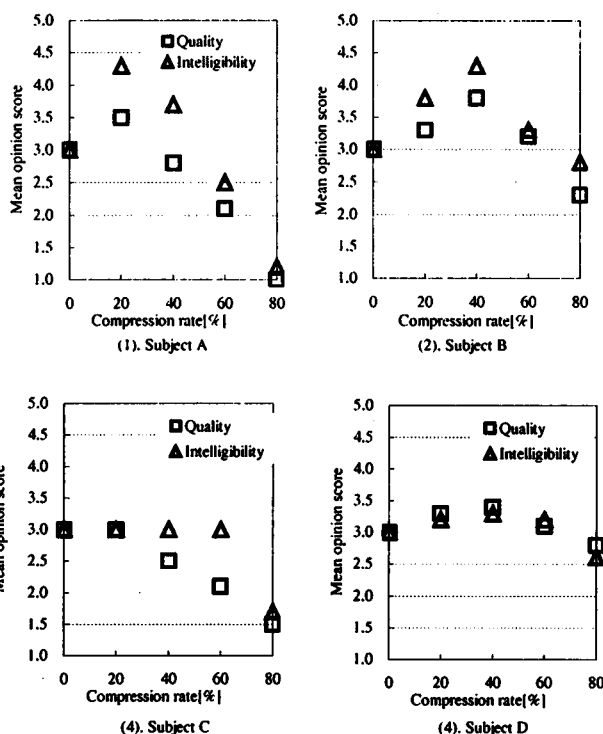 5.0
4.5
4.0
3.5
3.0
2.5
2.0
1.5
1.0
Mean opinion score
Quality
Intelligibility
0 20 40 60 80
Compression rate[%]
(1). Subject A
5.0
4.5
4.0
3.5
3.0
2.5
2.0
1.5
1.0
Mean opinion score
0 20 40 60 80
Compression rate[%]
(2). Subject B
5.0
4.5
4.0
3.5
3.0
2.5
2.0
1.5
1.0
Mean opinion score
Quality
Intelligibility
0 20 40 60 80
Compression rate[%]
(4). Subject C
5.0
4.5
4.0
3.5
3.0
2.5
2.0
1.5
1.0
Mean opinion score
Quality
Intelligibility
0 20 40 60 80
Compression rate[%]
(4). Subject D